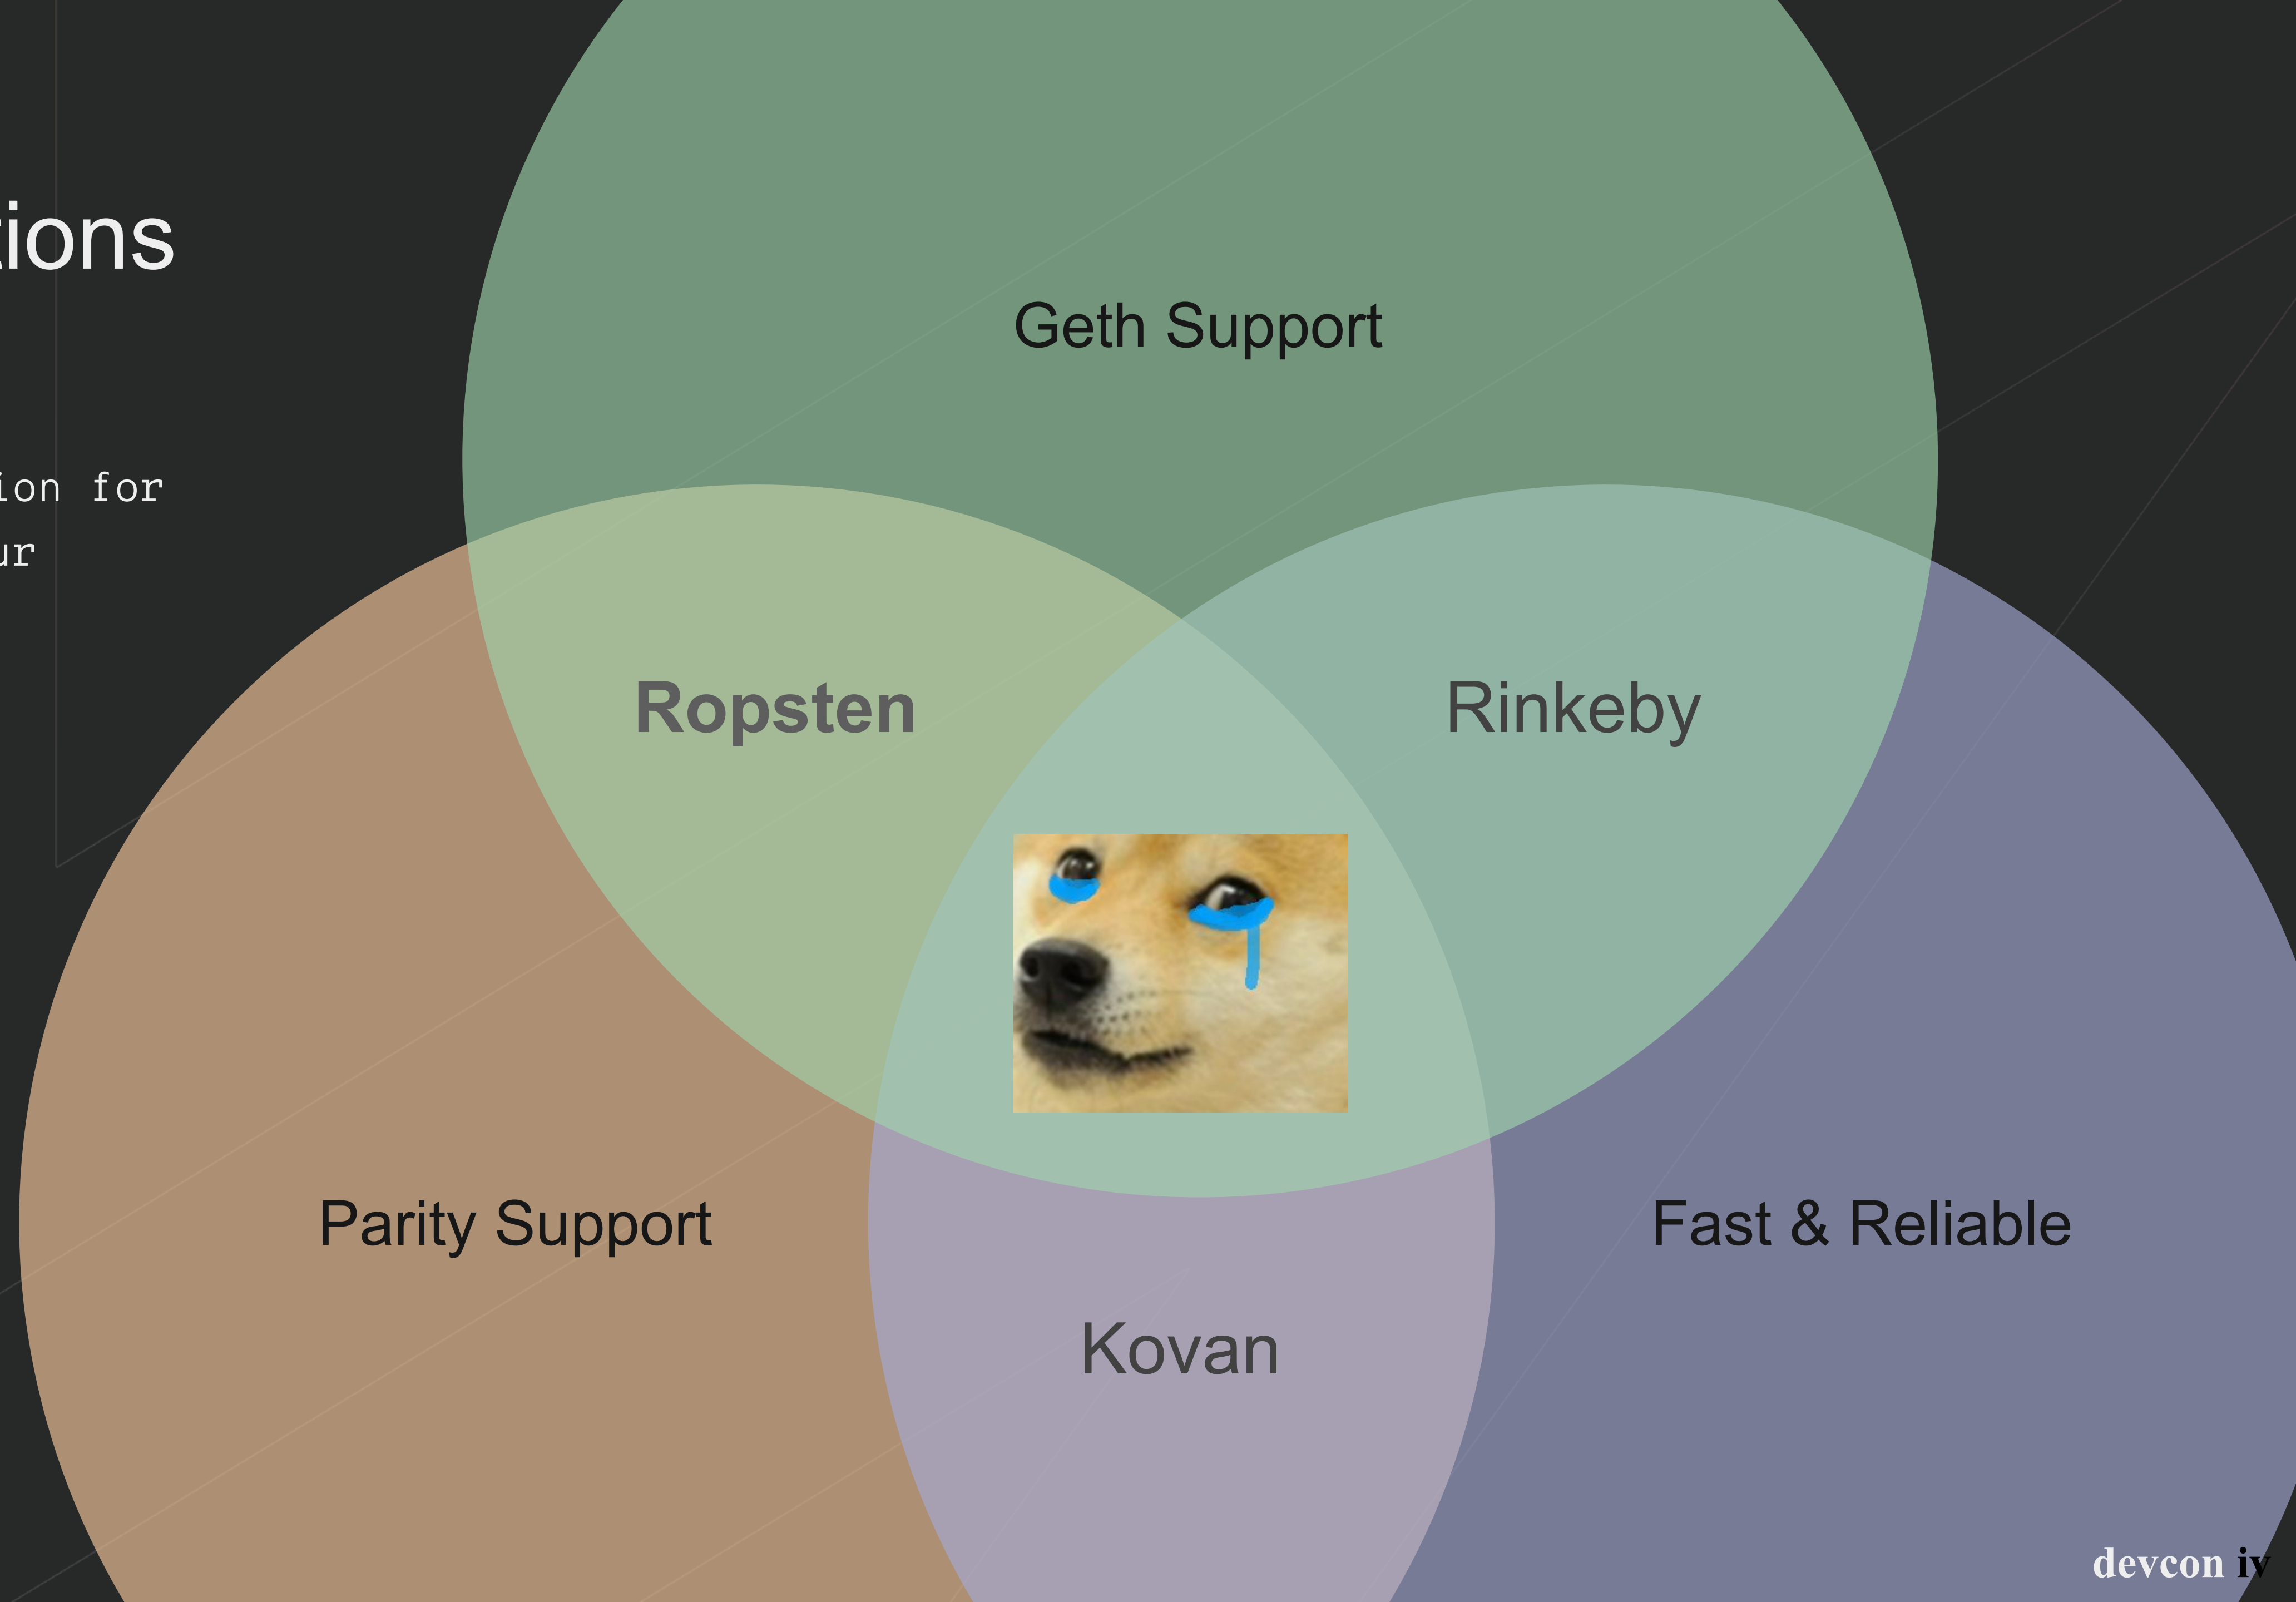 tions
ion for
ur
Geth Support
Ropsten
Rinkeby
Parity Support
Fast & Reliable
Kovan
devcon iv